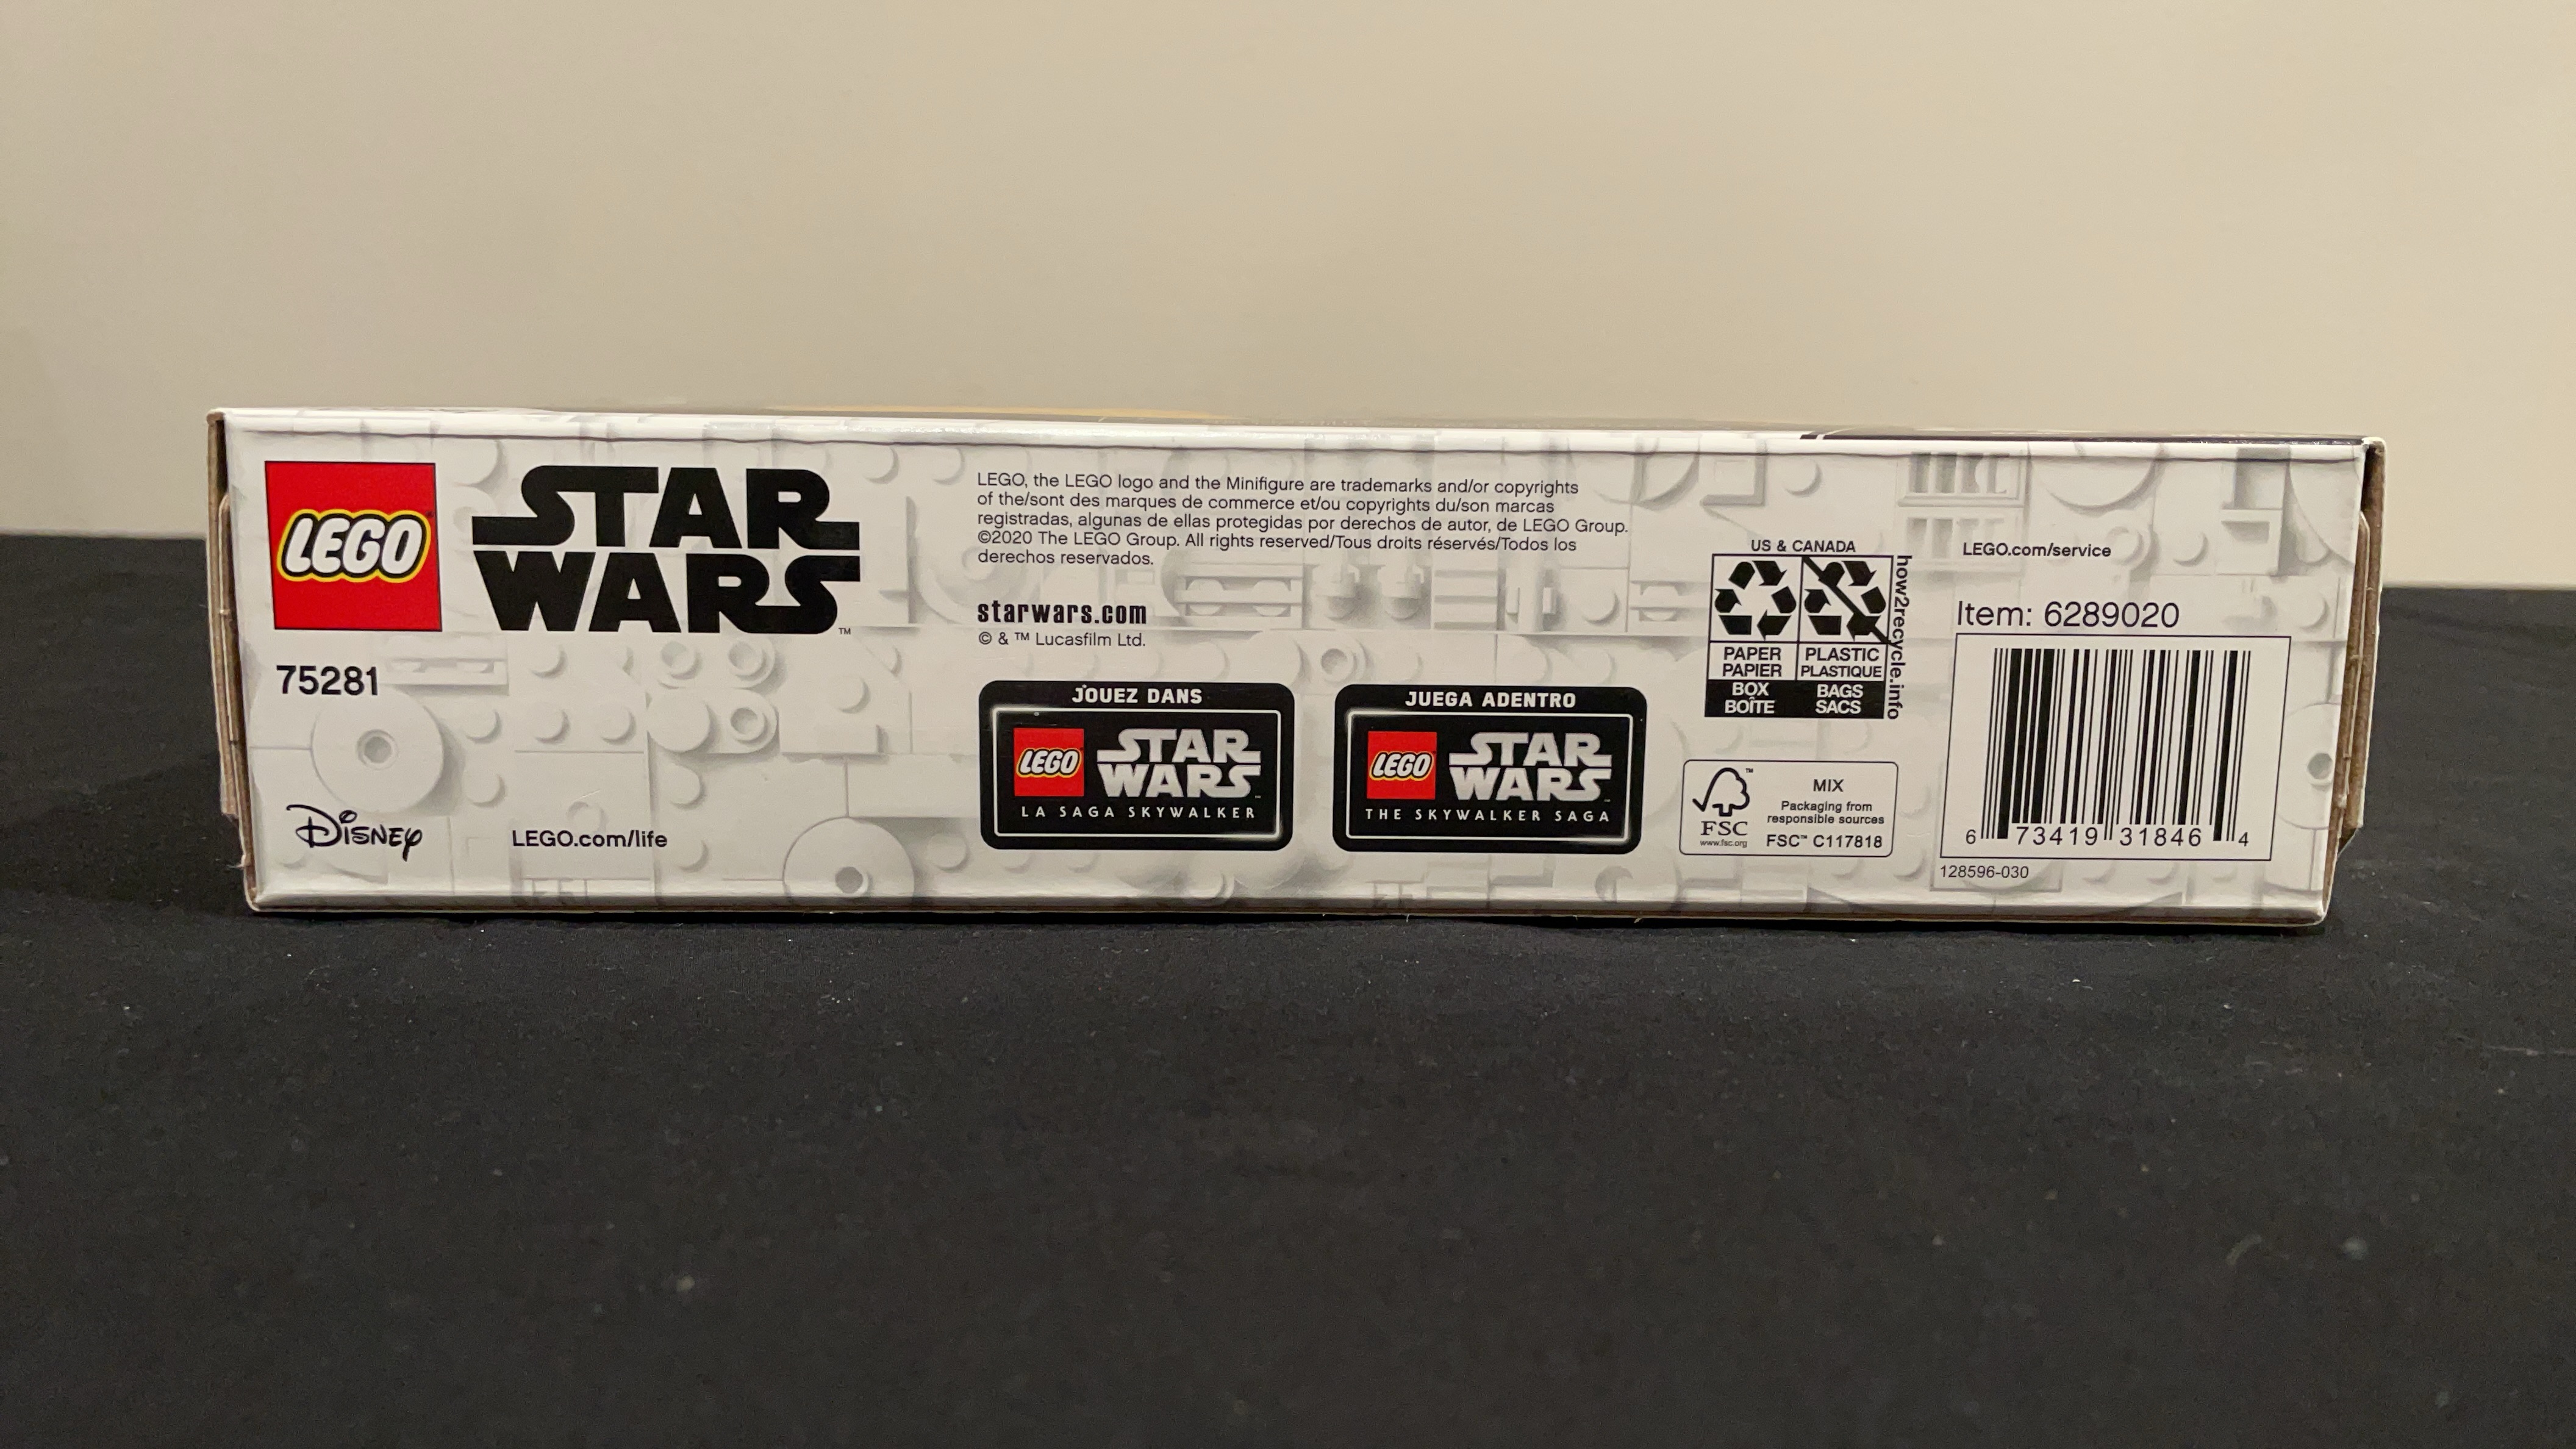 LEGO
STAR
WARS™
75281
Disney
LEGO.com/life
LEGO, the LEGO logo and the Minifigure are trademarks and/or copyrights
of the/sont des marques de commerce et/ou copyrights du/son marcas
registradas, algunas de ellas protegidas por derechos de autor, de LEGO Group.
©2020 The LEGO Group. All rights reserved/Tous droits réservés/Todos los
derechos reservados.
starwars.com
© & ™ Lucasfilm Ltd.
JOUEZ DANS
LEGO
STAR
WARS
LA SAGA SKYWALKER
JUEGA ADENTRO
LEGO
STAR
WARS
THE SKYWALKER SAGA
US & CANADA
PAPER
PAPIER
BOX
BOÎTE
PLASTIC
PLASTIQUE
BAGS
SACS
how2recycle.info
FSC
www.fsc.org
MIX
Packaging from
responsible sources
FSC™ C117818
LEGO.com/service
Item: 6289020
6 73419 31846 4
128596-030